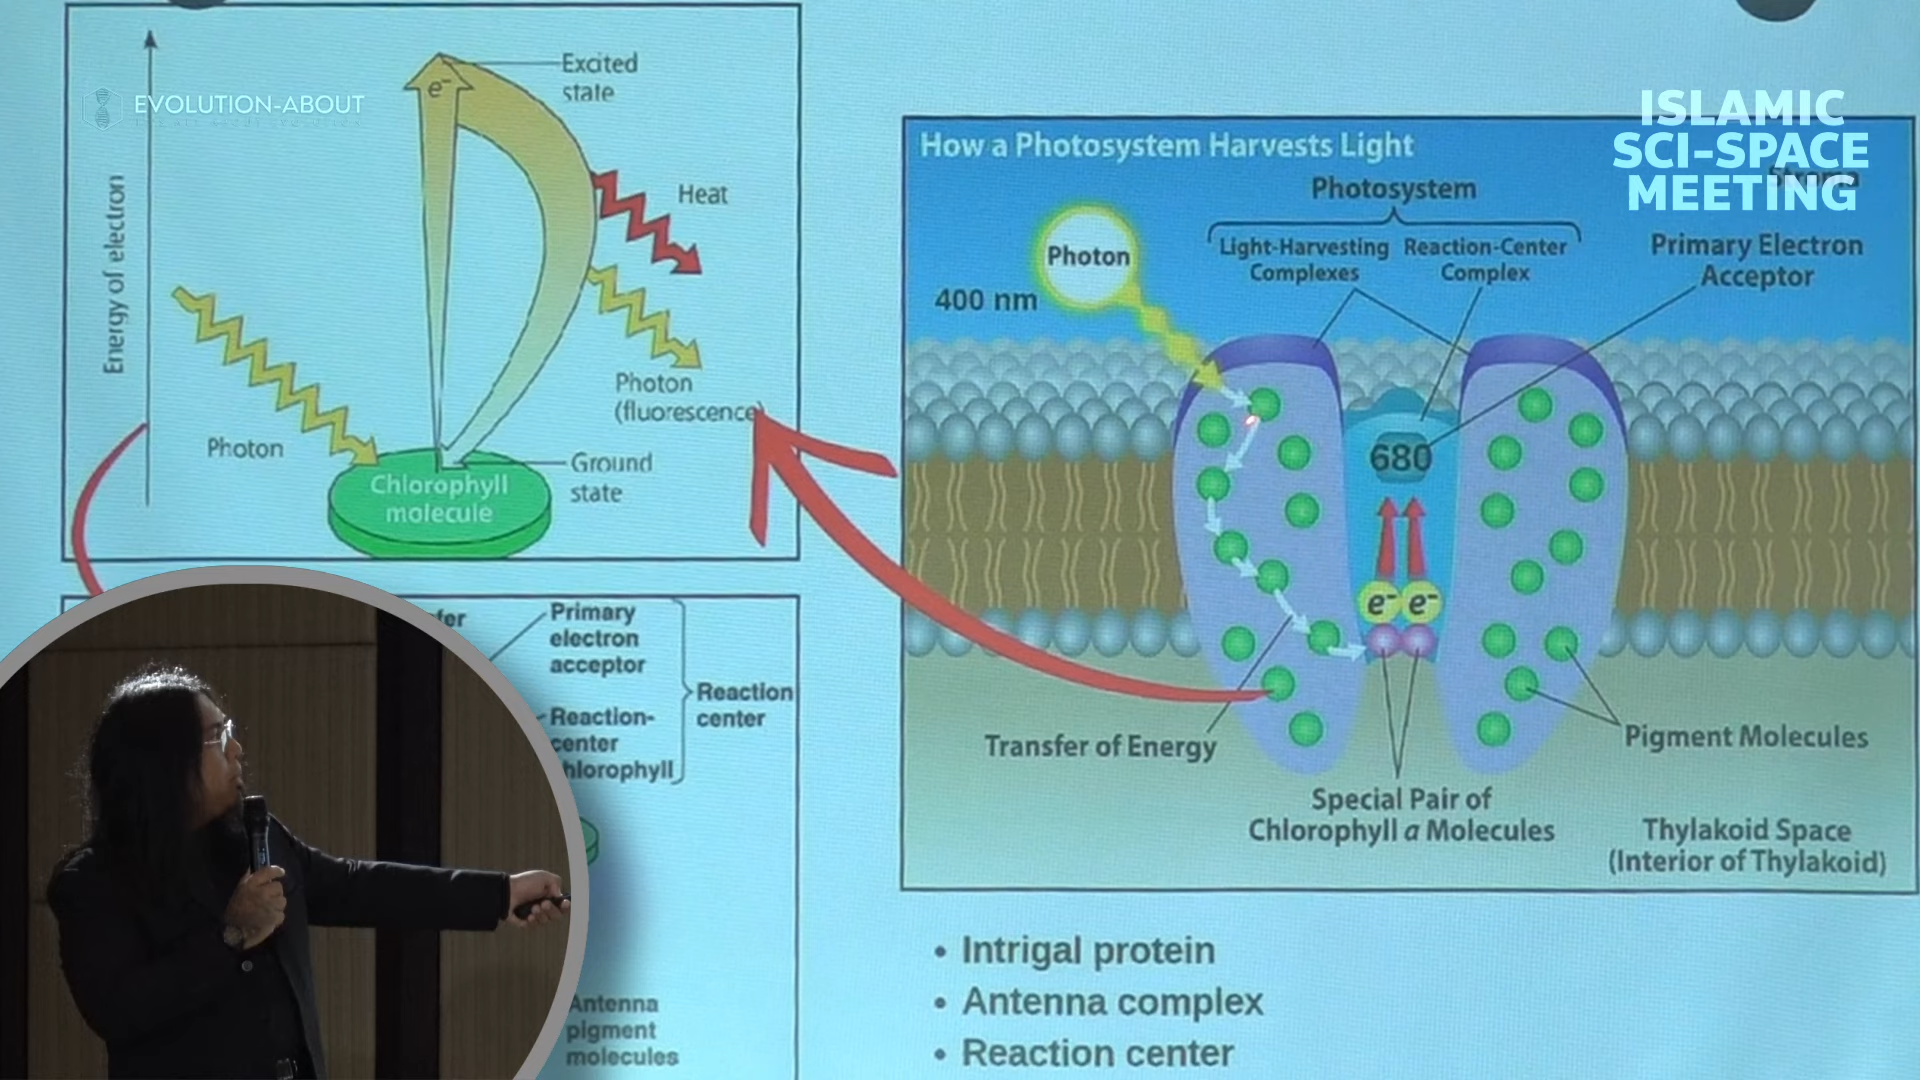 EVOLUTION-ABOUT
ISLAMIC
SCI-SPACE
MEETING
Energy of electron
e-
Excited
state
Heat
Photon
(fluorescence)
Photon
Ground
state
Chlorophyll
molecule
How a Photosystem Harvests Light
Stroma
Photosystem
Photon
Light-Harvesting
Complexes
Reaction-Center
Complex
Primary Electron
Acceptor
400 nm
680
e- e-
Transfer of Energy
Pigment Molecules
Special Pair of
Chlorophyll a Molecules
Thylakoid Space
(Interior of Thylakoid)
Primary
electron
acceptor
Reaction-
center
hlorophyll
Reaction
center
Antenna
pigment
molecules
• Intrigal protein
• Antenna complex
• Reaction center